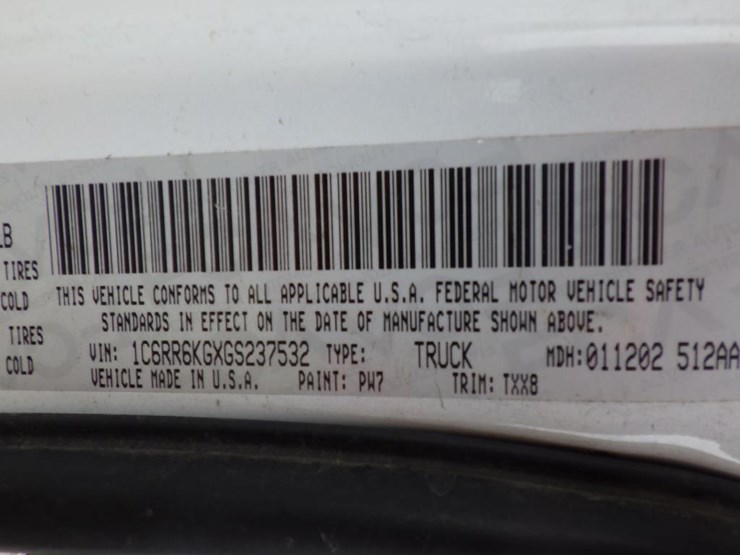 LB
TIRES
COLD
TIRES
COLD
THIS VEHICLE CONFORMS TO ALL APPLICABLE U.S.A. FEDERAL MOTOR VEHICLE SAFETY
STANDARDS IN EFFECT ON THE DATE OF MANUFACTURE SHOWN ABOVE.
VIN: 1C6RR6KGXGS237532 TYPE: TRUCK MDH:011202 512AA
VEHICLE MADE IN U.S.A. PAINT: PW7 TRIM: TXX8